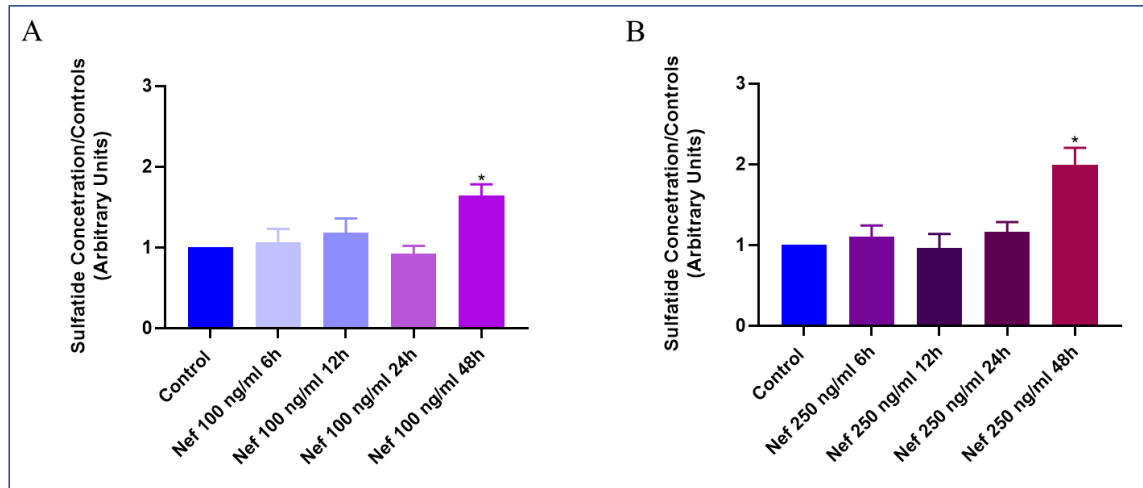 A
Sulfatide Concetration/Controls
(Arbitrary Units)
3
2
1
0
*
Control
Nef 100 ng/ml 6h
Nef 100 ng/ml 12h
Nef 100 ng/ml 24h
Nef 100 ng/ml 48h
B
Sulfatide Concetration/Controls
(Arbitrary Units)
3
2
1
0
*
Control
Nef 250 ng/ml 6h
Nef 250 ng/ml 12h
Nef 250 ng/ml 24h
Nef 250 ng/ml 48h